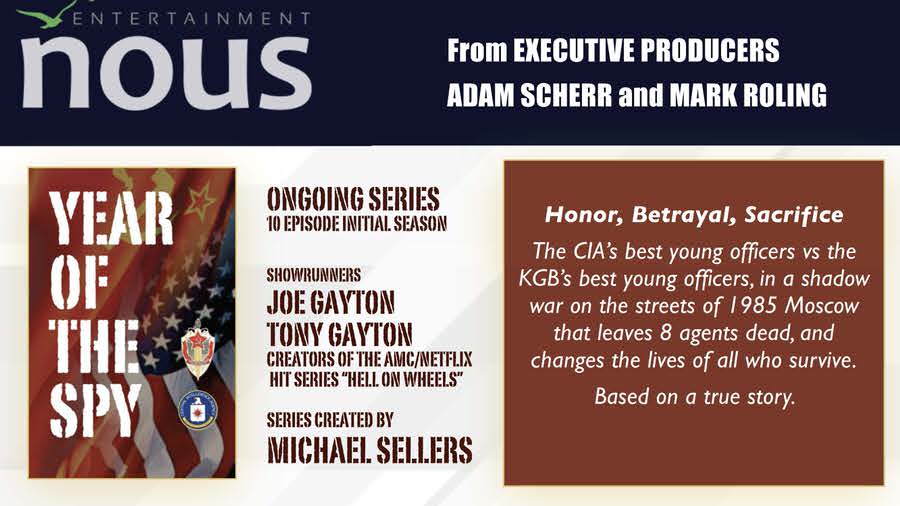 ENTERTAINMENT
nous
From EXECUTIVE PRODUCERS
ADAM SCHERR and MARK ROLING
YEAR
OF
THE
SPY
ONGOING SERIES
10 EPISODE INITIAL SEASON
SHOWRUNNERS
JOE GAYTON
TONY GAYTON
CREATORS OF THE AMC/NETFLIX
HIT SERIES "HELL ON WHEELS"
SERIES CREATED BY
MICHAEL SELLERS
Honor, Betrayal, Sacrifice
The CIA's best young officers vs the
KGB's best young officers, in a shadow
war on the streets of 1985 Moscow
that leaves 8 agents dead, and
changes the lives of all who survive.
Based on a true story.